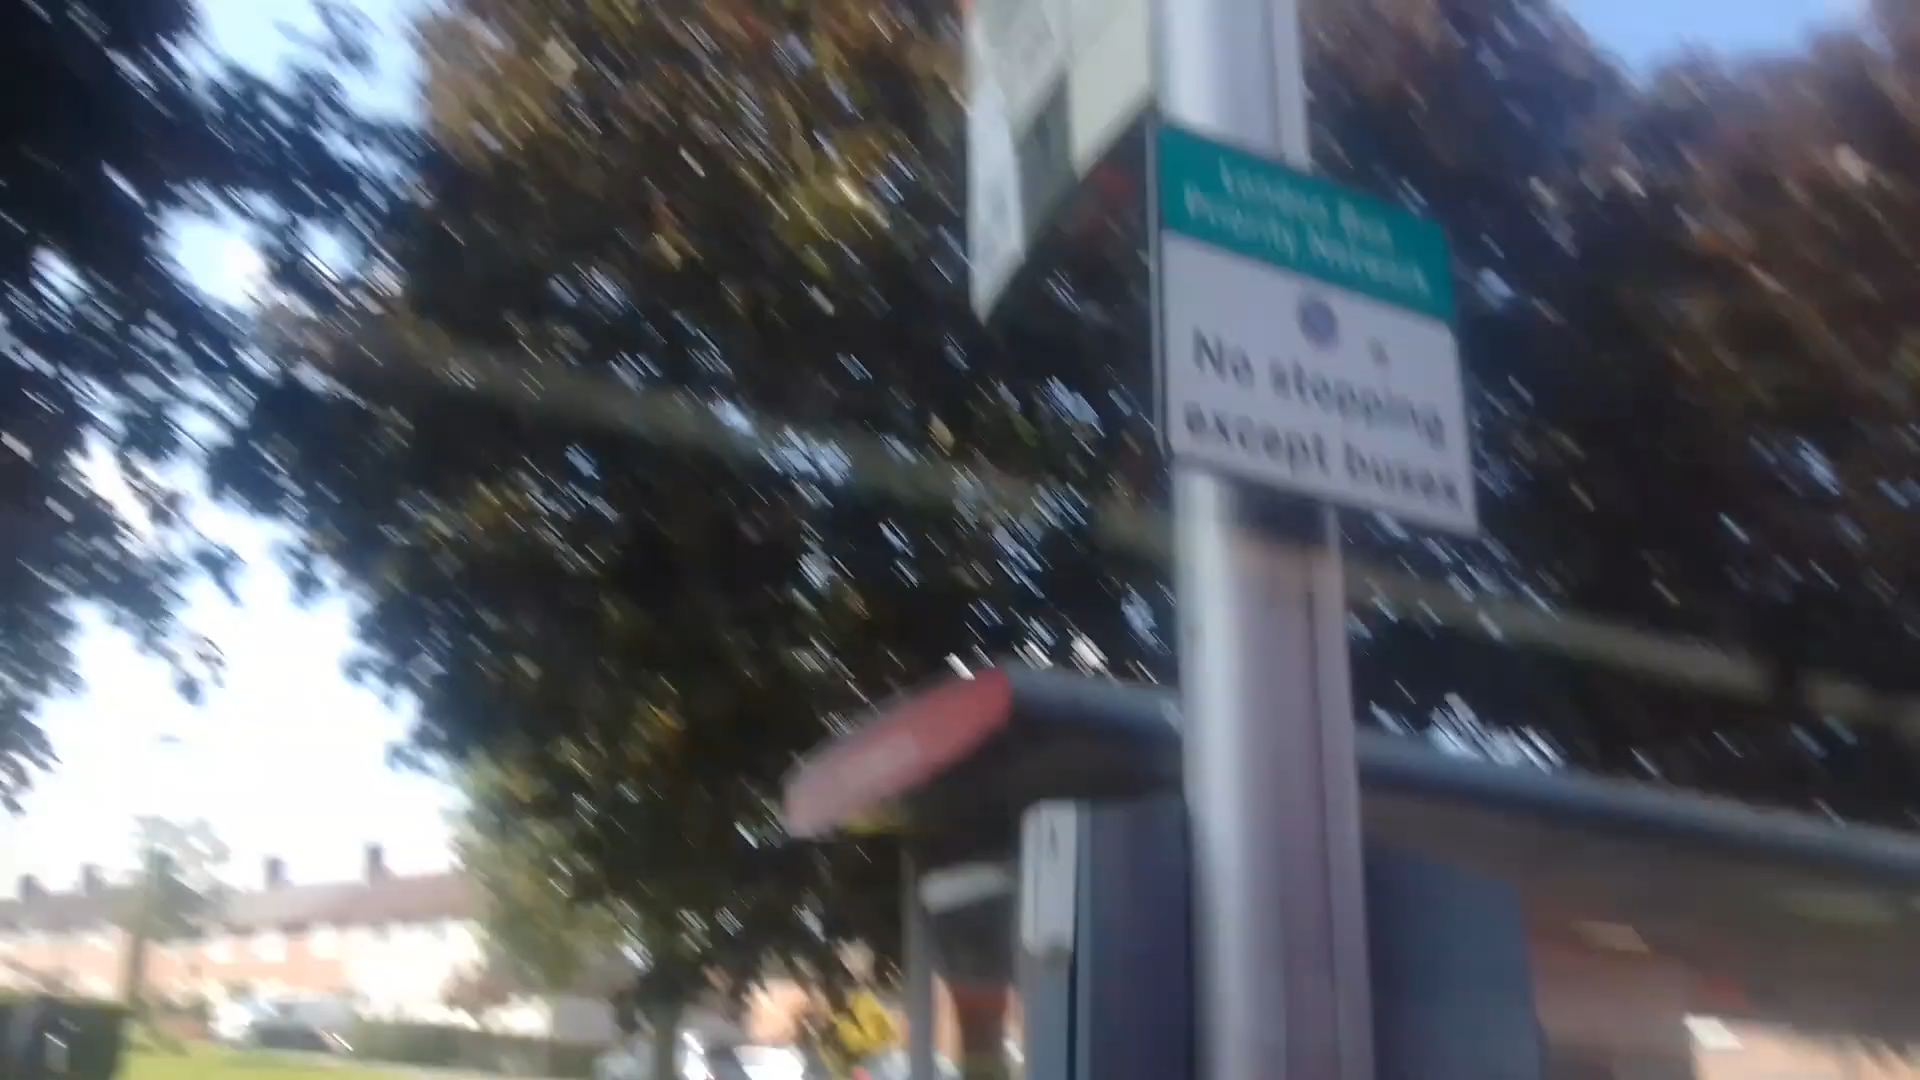 London Bus
Priority Network
No stopping
except buses